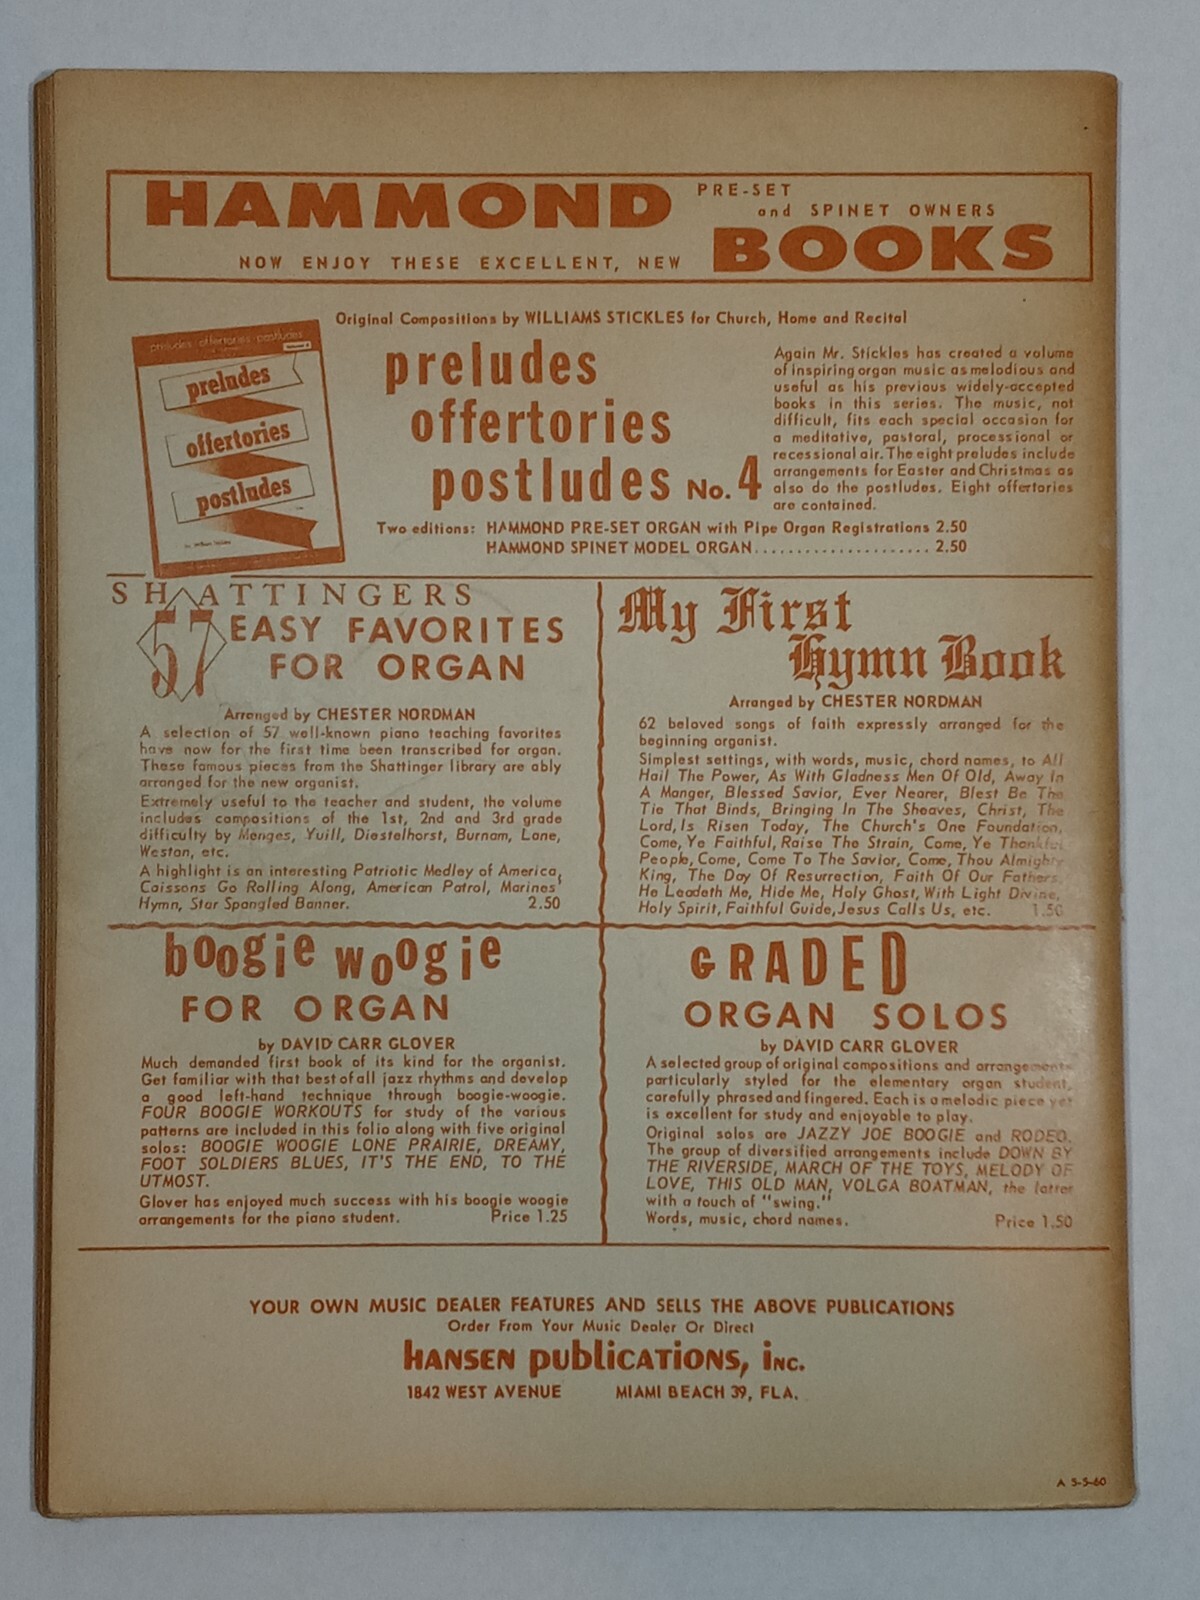 HAMMOND PRE-SET
and SPINET OWNERS
NOW ENJOY THESE EXCELLENT, NEW BOOKS
Original Compositions by WILLIAMS STICKLES for Church, Home and Recital
preludes offertories postludes
preludes
offertories
postludes
preludes
offertories
postludes No. 4
Again Mr. Stickles has created a volume
of inspiring organ music as melodious and
useful as his previous widely-accepted
books in this series. The music, not
difficult, fits each special occasion for
a meditative, pastoral, processional or
recessional air. The eight preludes include
arrangements for Easter and Christmas as
also do the postludes. Eight offertories
are contained.
Two editions: HAMMOND PRE-SET ORGAN with Pipe Organ Registrations 2.50
HAMMOND SPINET MODEL ORGAN...................... 2.50
SHATTINGERS
57 EASY FAVORITES
FOR ORGAN
Arranged by CHESTER NORDMAN
A selection of 57 well-known piano teaching favorites
have now for the first time been transcribed for organ.
These famous pieces from the Shattinger library are ably
arranged for the new organist.
Extremely useful to the teacher and student, the volume
includes compositions of the 1st, 2nd and 3rd grade
difficulty by Menges, Yuill, Diestelhorst, Burnam, Lane,
Weston, etc.
A highlight is an interesting Patriotic Medley of America,
Caissons Go Rolling Along, American Patrol, Marines'
Hymn, Star Spangled Banner. 2.50
My First
Hymn Book
Arranged by CHESTER NORDMAN
62 beloved songs of faith expressly arranged for the
beginning organist.
Simplest settings, with words, music, chord names, to All
Hail The Power, As With Gladness Men Of Old, Away In
A Manger, Blessed Savior, Ever Nearer, Blest Be The
Tie That Binds, Bringing In The Sheaves, Christ, The
Lord, Is Risen Today, The Church's One Foundation,
Come, Ye Faithful, Raise The Strain, Come, Ye Thankful
People, Come, Come To The Savior, Come, Thou Almighty
King, The Day Of Resurrection, Faith Of Our Fathers,
He Leadeth Me, Hide Me, Holy Ghost, With Light Divine,
Holy Spirit, Faithful Guide, Jesus Calls Us, etc. 1.50
boogie woogie
FOR ORGAN
by DAVID CARR GLOVER
Much demanded first book of its kind for the organist.
Get familiar with that best of all jazz rhythms and develop
a good left-hand technique through boogie-woogie.
FOUR BOOGIE WORKOUTS for study of the various
patterns are included in this folio along with five original
solos: BOOGIE WOOGIE LONE PRAIRIE, DREAMY,
FOOT SOLDIERS BLUES, IT'S THE END, TO THE
UTMOST.
Glover has enjoyed much success with his boogie woogie
arrangements for the piano student. Price 1.25
GRADED
ORGAN SOLOS
by DAVID CARR GLOVER
A selected group of original compositions and arrangements
particularly styled for the elementary organ student,
carefully phrased and fingered. Each is a melodic piece yet
is excellent for study and enjoyable to play.
Original solos are JAZZY JOE BOOGIE and RODEO.
The group of diversified arrangements include DOWN BY
THE RIVERSIDE, MARCH OF THE TOYS, MELODY OF
LOVE, THIS OLD MAN, VOLGA BOATMAN, the latter
with a touch of "swing."
Words, music, chord names. Price 1.50
YOUR OWN MUSIC DEALER FEATURES AND SELLS THE ABOVE PUBLICATIONS
Order From Your Music Dealer Or Direct
HANSEN PUBLICATIONS, INC.
1842 WEST AVENUE MIAMI BEACH 39, FLA.
A 5-5-60